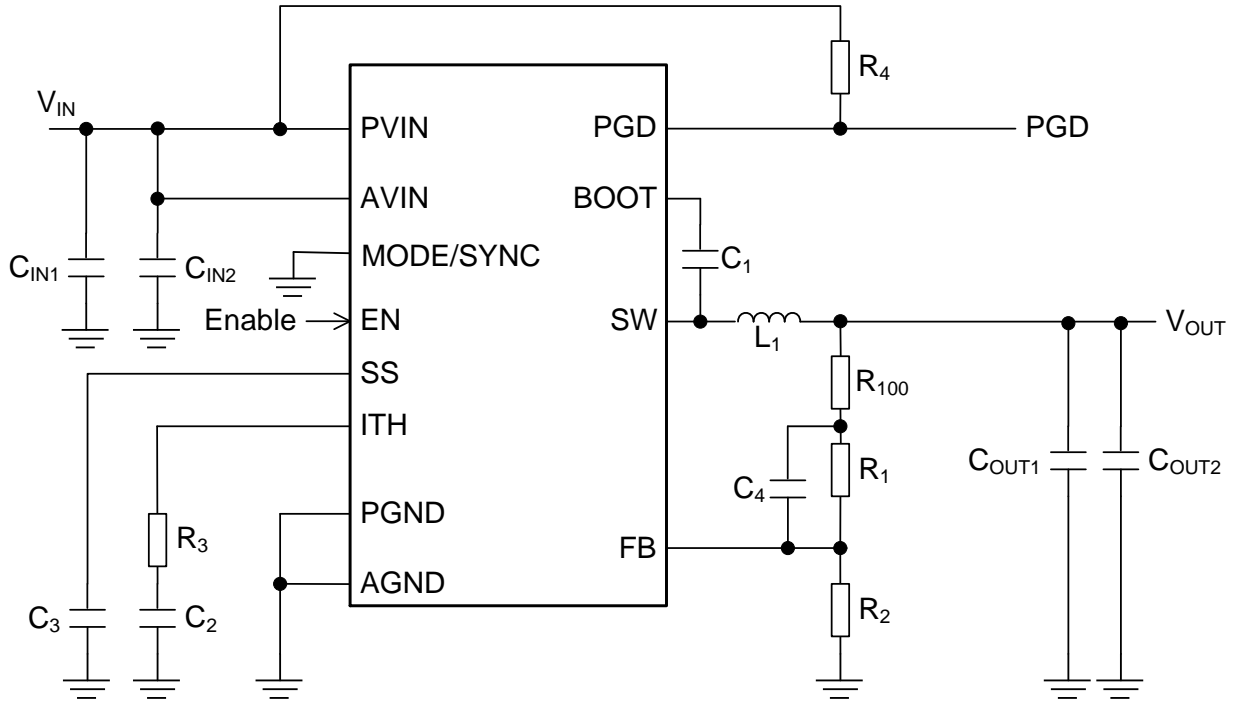 R4
VIN
PVIN
PGD
PGD
AVIN
BOOT
CIN1
CIN2
MODE/SYNC
C1
Enable
EN
SW
L1
VOUT
SS
R100
ITH
R1
COUT1
COUT2
C4
PGND
R3
FB
AGND
C3
C2
R2